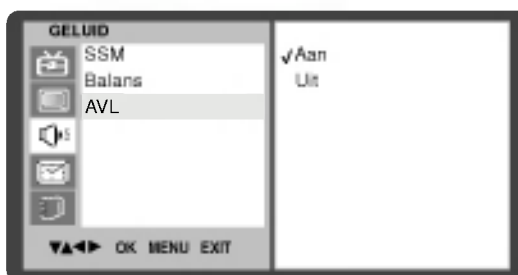 GELUID
SSM
Balans
AVL
√Aan
Uit
▼▲◀▶ OK MENU EXIT